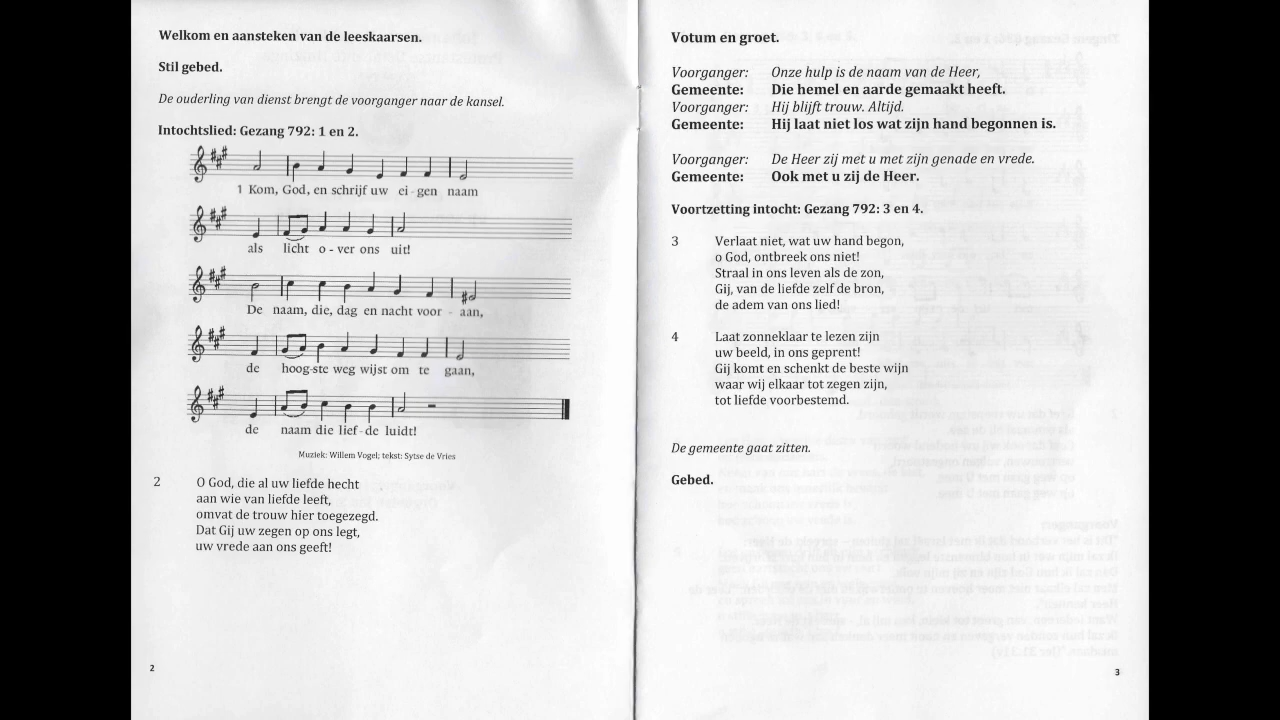 Welkom en aansteken van de leeskaarsen.
Stil gebed.
De ouderling van dienst brengt de voorganger naar de kansel.
Intochtslied: Gezang 792: 1 en 2.
1 Kom, God, en schrijf uw ei - gen naam
als licht o - ver ons uit!
De naam, die, dag en nacht voor - aan,
de hoog-ste weg wijst om te gaan,
de naam die lief - de luidt!
Muziek: Willem Vogel; tekst: Sytse de Vries
2 O God, die al uw liefde hecht
aan wie van liefde leeft,
omvat de trouw hier toegezegd.
Dat Gij uw zegen op ons legt,
uw vrede aan ons geeft!
2
Votum en groet.
Voorganger: Onze hulp is de naam van de Heer,
Gemeente: Die hemel en aarde gemaakt heeft.
Voorganger: Hij blijft trouw. Altijd.
Gemeente: Hij laat niet los wat zijn hand begonnen is.
Voorganger: De Heer zij met u met zijn genade en vrede.
Gemeente: Ook met u zij de Heer.
Voortzetting intocht: Gezang 792: 3 en 4.
3 Verlaat niet, wat uw hand begon,
o God, ontbreek ons niet!
Straal in ons leven als de zon,
Gij, van de liefde zelf de bron,
de adem van ons lied!
4 Laat zonneklaar te lezen zijn
uw beeld, in ons geprent!
Gij komt en schenkt de beste wijn
waar wij elkaar tot zegen zijn,
tot liefde voorbestemd.
De gemeente gaat zitten.
Gebed.
3